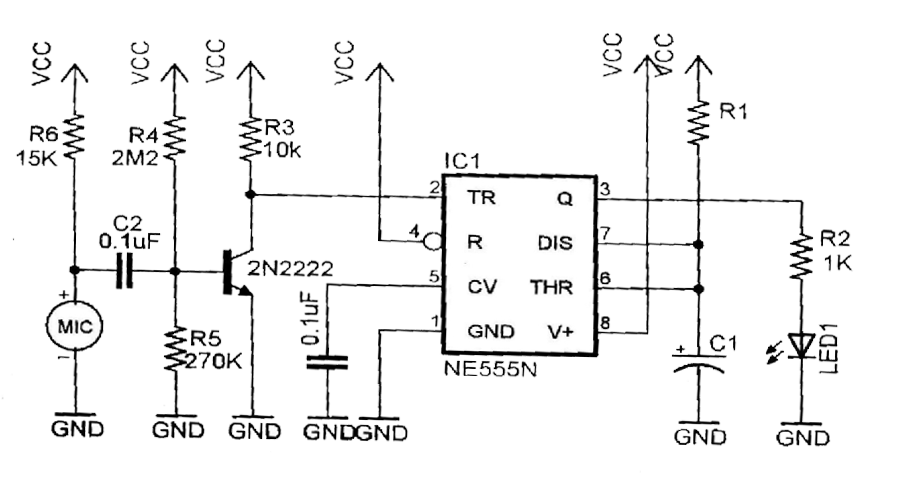 VCC
VCC
VCC
VCC
VCC
VCC
R6
15K
R4
2M2
R3
10k
R1
IC1
2
TR
Q
3
4
R
DIS
7
5
CV
THR
6
1
GND
V+
8
NE555N
C2
0.1uF
2N2222
0.1uF
R2
1K
+
MIC
R5
270K
+
C1
LED1
GND
GND
GND
GND
GND
GND
GND